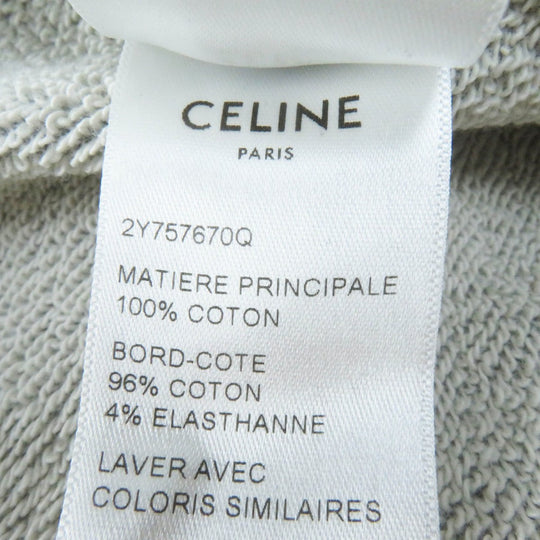 CELINE
PARIS
2Y757670Q
MATIERE PRINCIPALE
100% COTON
BORD-COTE
96% COTON
4% ELASTHANNE
LAVER AVEC
COLORIS SIMILAIRES